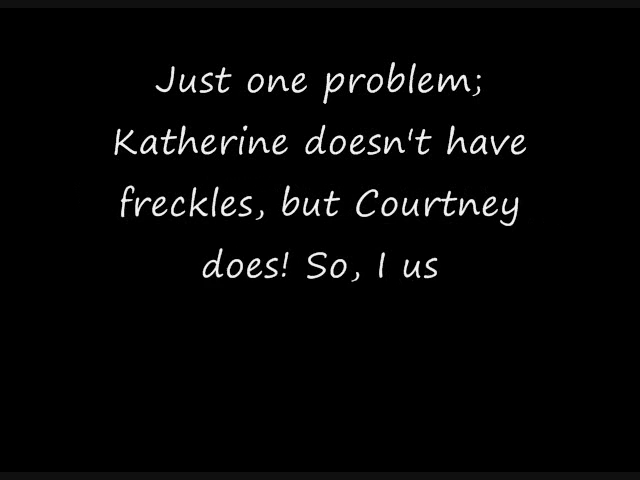 Just one problem;
Katherine doesn't have
freckles, but Courtney
does! So, I us